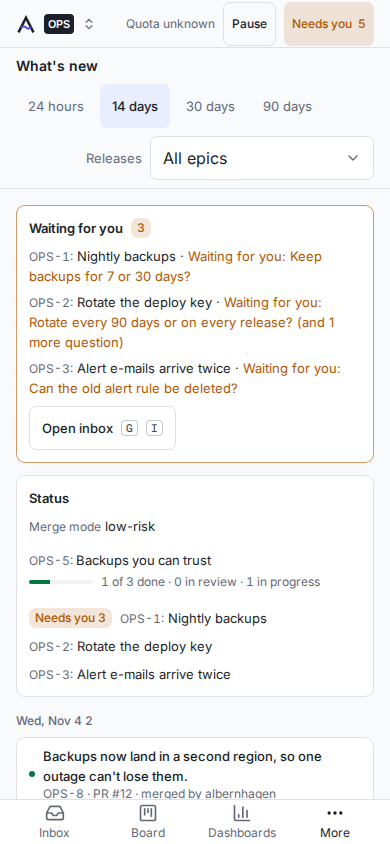 OPS
Quota unknown
Pause
Needs you 5
What's new
24 hours
14 days
30 days
90 days
Releases
All epics
Waiting for you 3
OPS-1: Nightly backups · Waiting for you: Keep
backups for 7 or 30 days?
OPS-2: Rotate the deploy key · Waiting for you:
Rotate every 90 days or on every release? (and 1
more question)
OPS-3: Alert e-mails arrive twice · Waiting for you:
Can the old alert rule be deleted?
Open inbox G I
Status
Merge mode low-risk
OPS-5: Backups you can trust
1 of 3 done · 0 in review · 1 in progress
Needs you 3 OPS-1: Nightly backups
OPS-2: Rotate the deploy key
OPS-3: Alert e-mails arrive twice
Wed, Nov 4 2
Backups now land in a second region, so one
outage can't lose them.
OPS-8 · PR #12 · merged by albernhagen
Inbox
Board
Dashboards
More